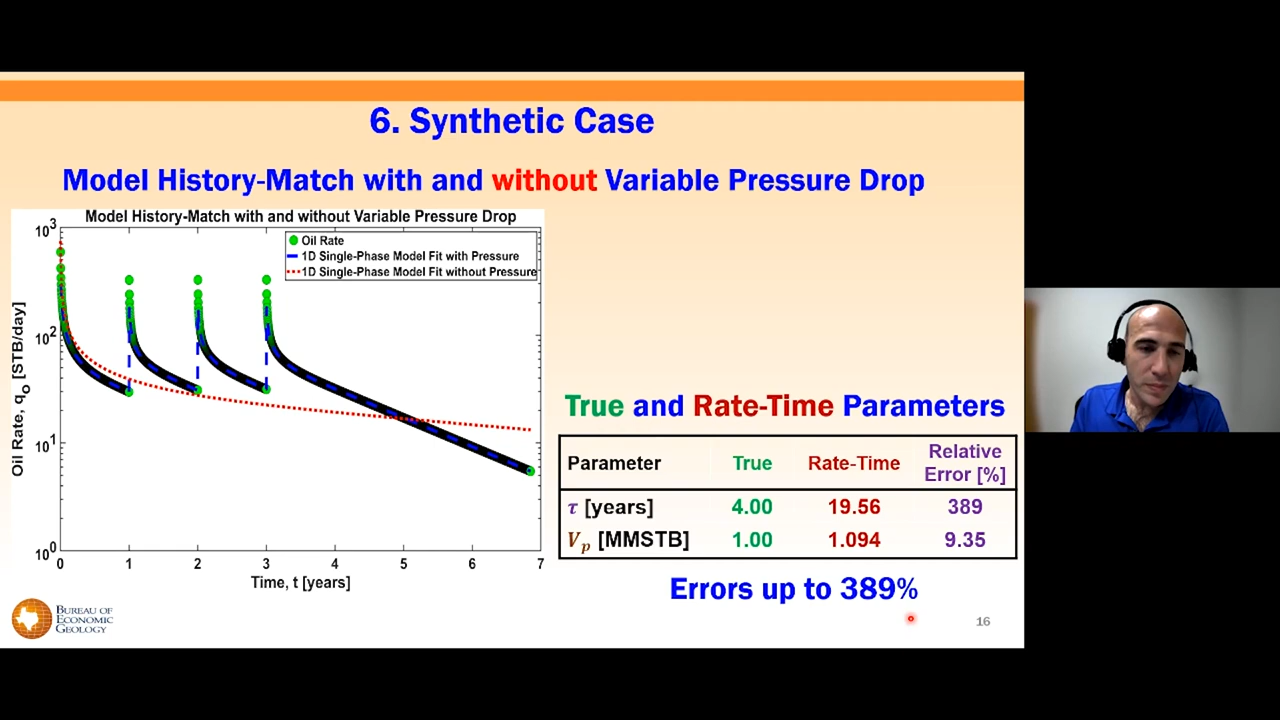 6. Synthetic Case
Model History-Match with and without Variable Pressure Drop
Model History-Match with and without Variable Pressure Drop
Oil Rate
1D Single-Phase Model Fit with Pressure
1D Single-Phase Model Fit without Pressure
10³
10²
10¹
10⁰
Oil Rate, qₒ [STB/day]
0 1 2 3 4 5 6 7
Time, t [years]
True and Rate-Time Parameters
Parameter True Rate-Time Relative Error [%]
τ [years] 4.00 19.56 389
Vₚ [MMSTB] 1.00 1.094 9.35
Errors up to 389%
BUREAU OF
ECONOMIC
GEOLOGY
16